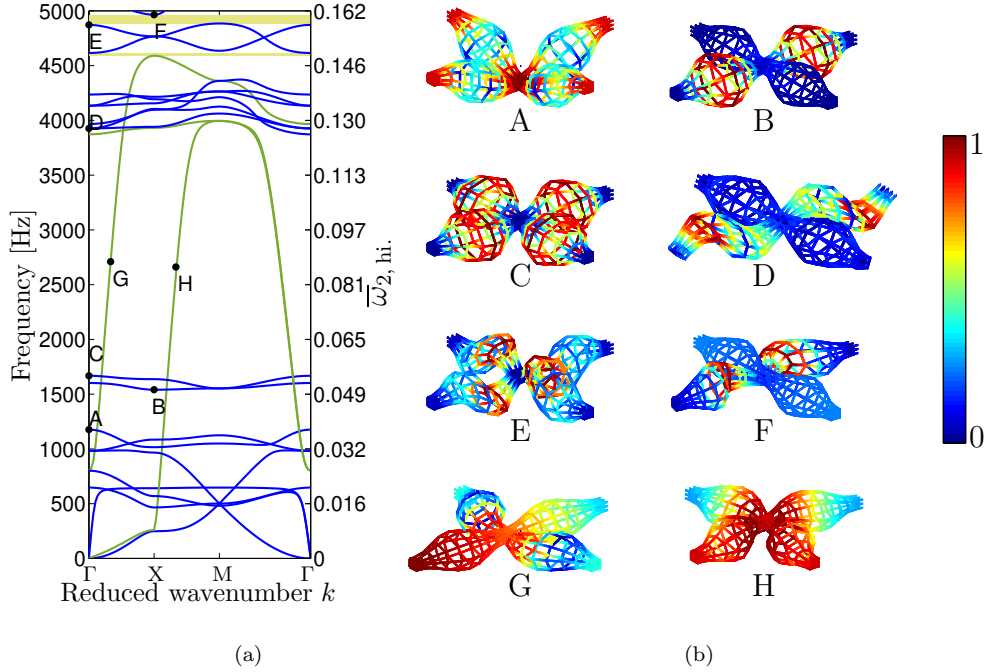 5000
4500
4000
3500
3000
2500
2000
1500
1000
500
0
Frequency [Hz]
0.162
0.146
0.130
0.113
0.097
0.081
0.065
0.049
0.032
0.016
0.000
ω2, hi.
E
F
D
G
H
C
B
A
Γ X M Γ
Reduced wavenumber k
(a)
A B
C D
E F
G H
1
0
(b)